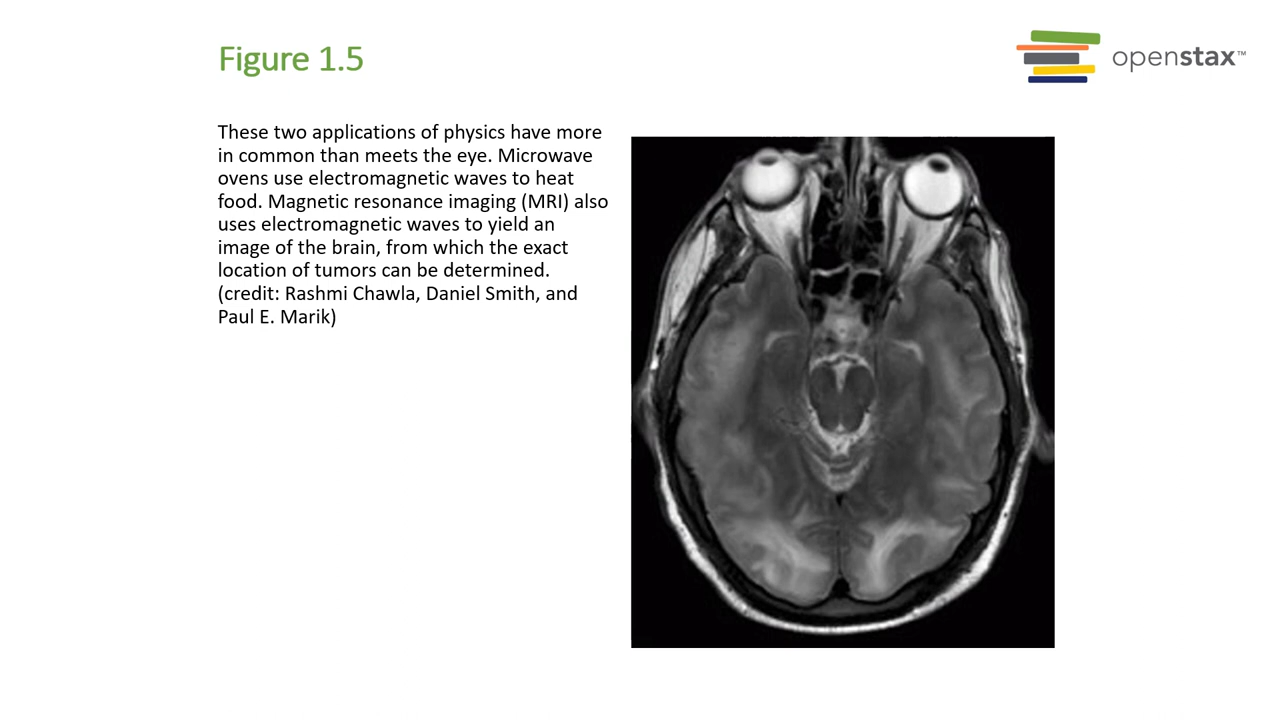 Figure 1.5
openstax™
These two applications of physics have more
in common than meets the eye. Microwave
ovens use electromagnetic waves to heat
food. Magnetic resonance imaging (MRI) also
uses electromagnetic waves to yield an
image of the brain, from which the exact
location of tumors can be determined.
(credit: Rashmi Chawla, Daniel Smith, and
Paul E. Marik)